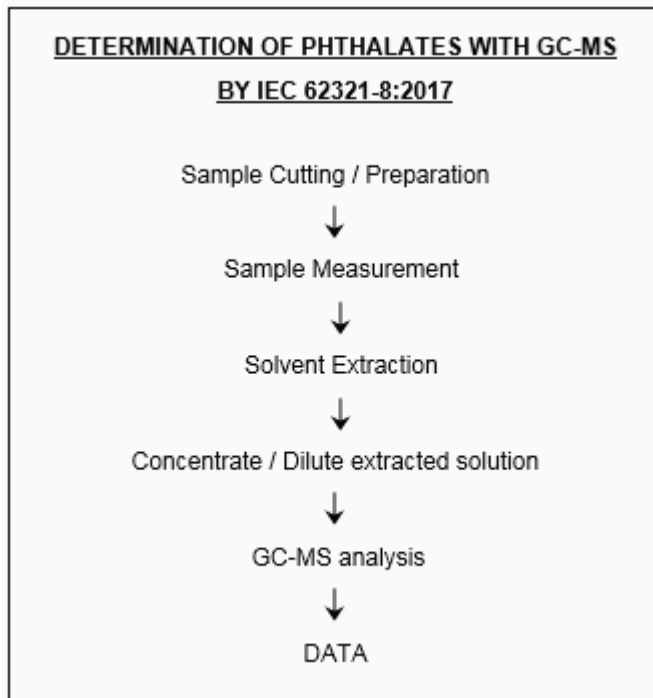 DETERMINATION OF PHTHALATES WITH GC-MS
BY IEC 62321-8:2017
Sample Cutting / Preparation
Sample Measurement
Solvent Extraction
Concentrate / Dilute extracted solution
GC-MS analysis
DATA